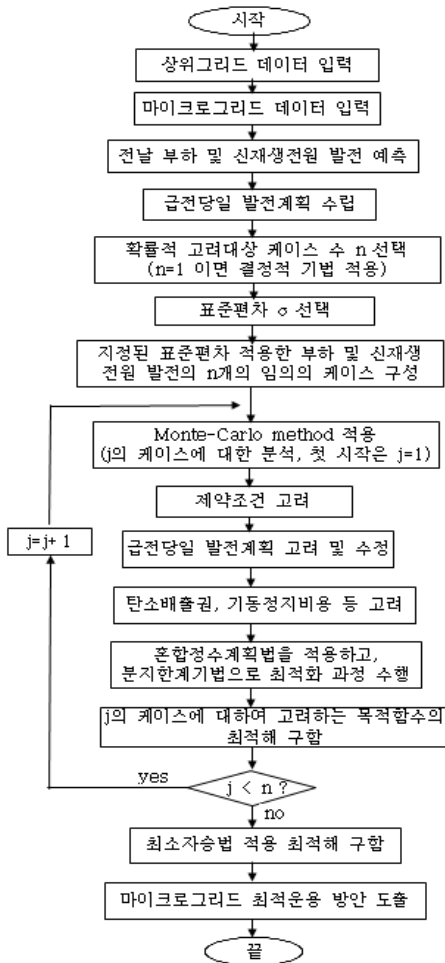 시작
상위그리드 데이터 입력
마이크로그리드 데이터 입력
전날 부하 및 신재생전원 발전 예측
급전당일 발전계획 수립
확률적 고려대상 케이스 수 n 선택
(n=1 이면 결정적 기법 적용)
표준편차 σ 선택
지정된 표준편차 적용한 부하 및 신재생
전원 발전의 n개의 임의의 케이스 구성
Monte-Carlo method 적용
(j의 케이스에 대한 분석, 첫 시작은 j=1)
제약조건 고려
j=j+ 1
급전당일 발전계획 고려 및 수정
탄소배출권, 기동정지비용 등 고려
혼합정수계획법을 적용하고,
분지한계기법으로 최적화 과정 수행
j의 케이스에 대하여 고려하는 목적함수의
최적해 구함
yes
j < n ?
no
최소자승법 적용 최적해 구함
마이크로그리드 최적운용 방안 도출
끝